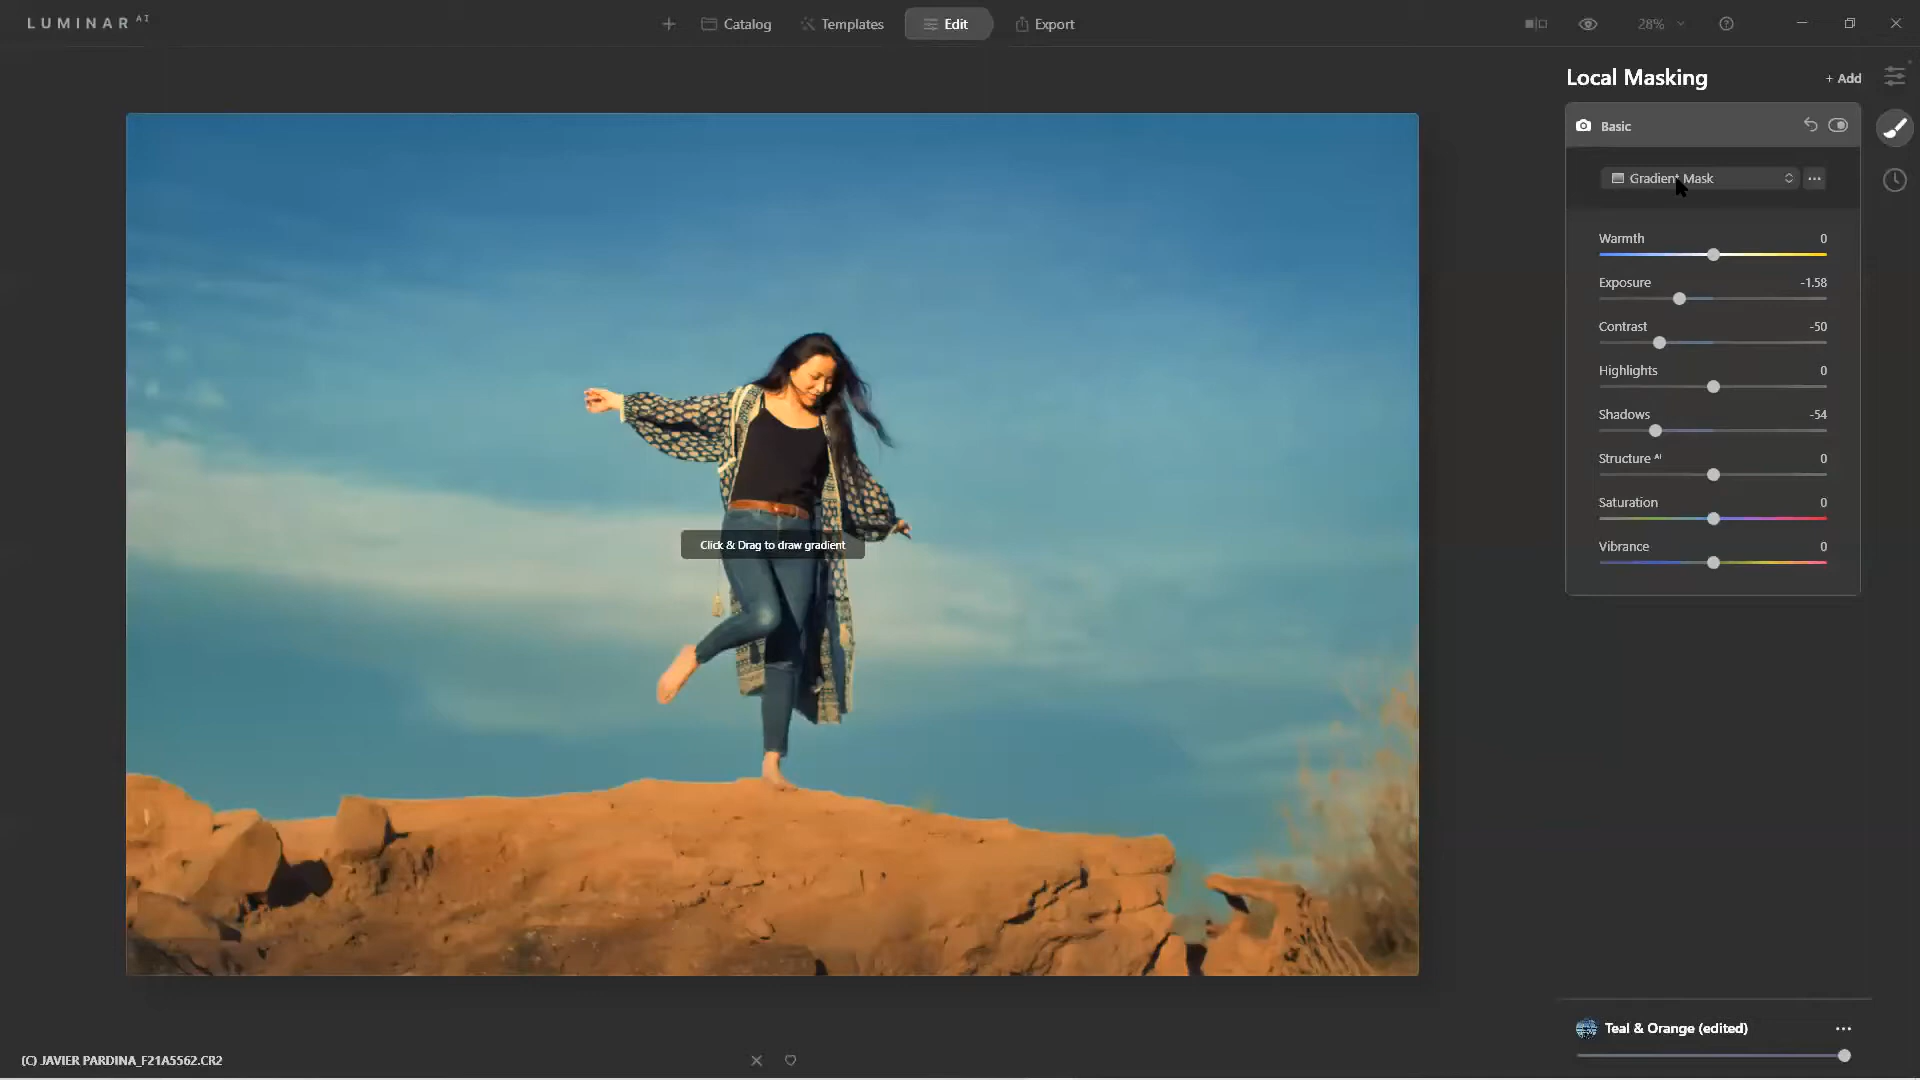 LUMINAR AI
Catalog
Templates
Edit
Export
28%
Local Masking
+ Add
Basic
Gradient Mask
Warmth 0
Exposure -1.58
Contrast -50
Highlights 0
Shadows -54
Structure AI 0
Saturation 0
Vibrance 0
Click & Drag to draw gradient
Teal & Orange (edited)
(C) JAVIER PARDINA_F21A5562.CR2